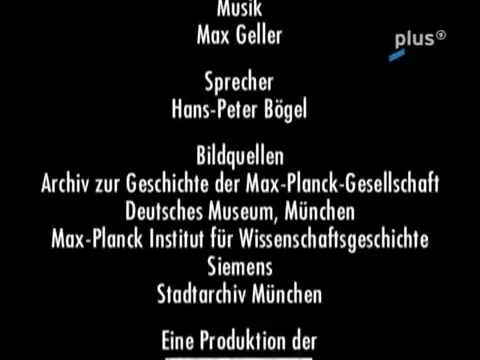 Musik
Max Geller
plus
Sprecher
Hans-Peter Bögel
Bildquellen
Archiv zur Geschichte der Max-Planck-Gesellschaft
Deutsches Museum, München
Max-Planck Institut für Wissenschaftsgeschichte
Siemens
Stadtarchiv München
Eine Produktion der